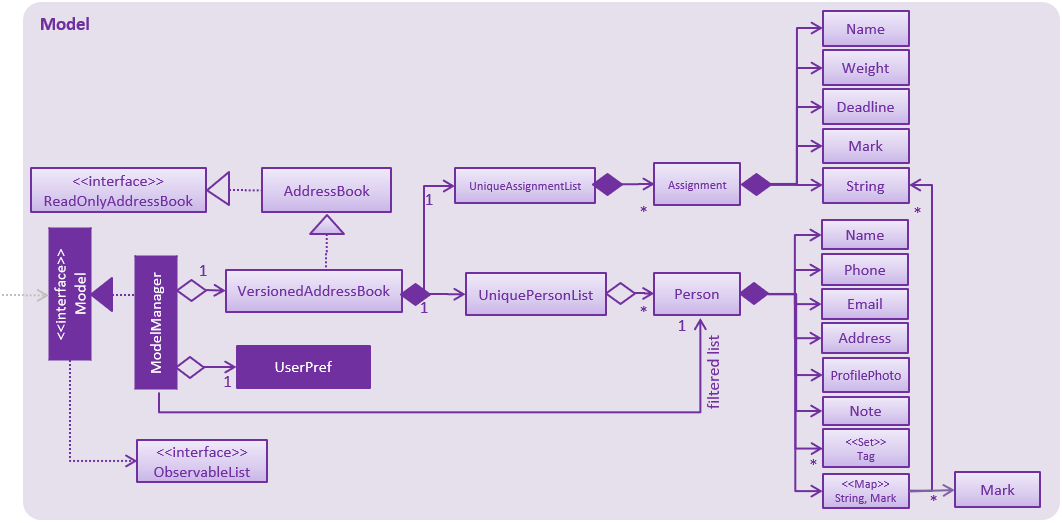 Model
Name
Weight
Deadline
Mark
String
*
<<interface>>
ReadOnlyAddressBook
AddressBook
UniqueAssignmentList
1
Assignment
*
<<interface>>
Model
ModelManager
1
VersionedAddressBook
1
UniquePersonList
*
Person
1
filtered list
UserPref
1
<<interface>>
ObservableList
Name
Phone
Email
Address
ProfilePhoto
Note
<<Set>>
Tag
*
<<Map>>
String, Mark
*
Mark